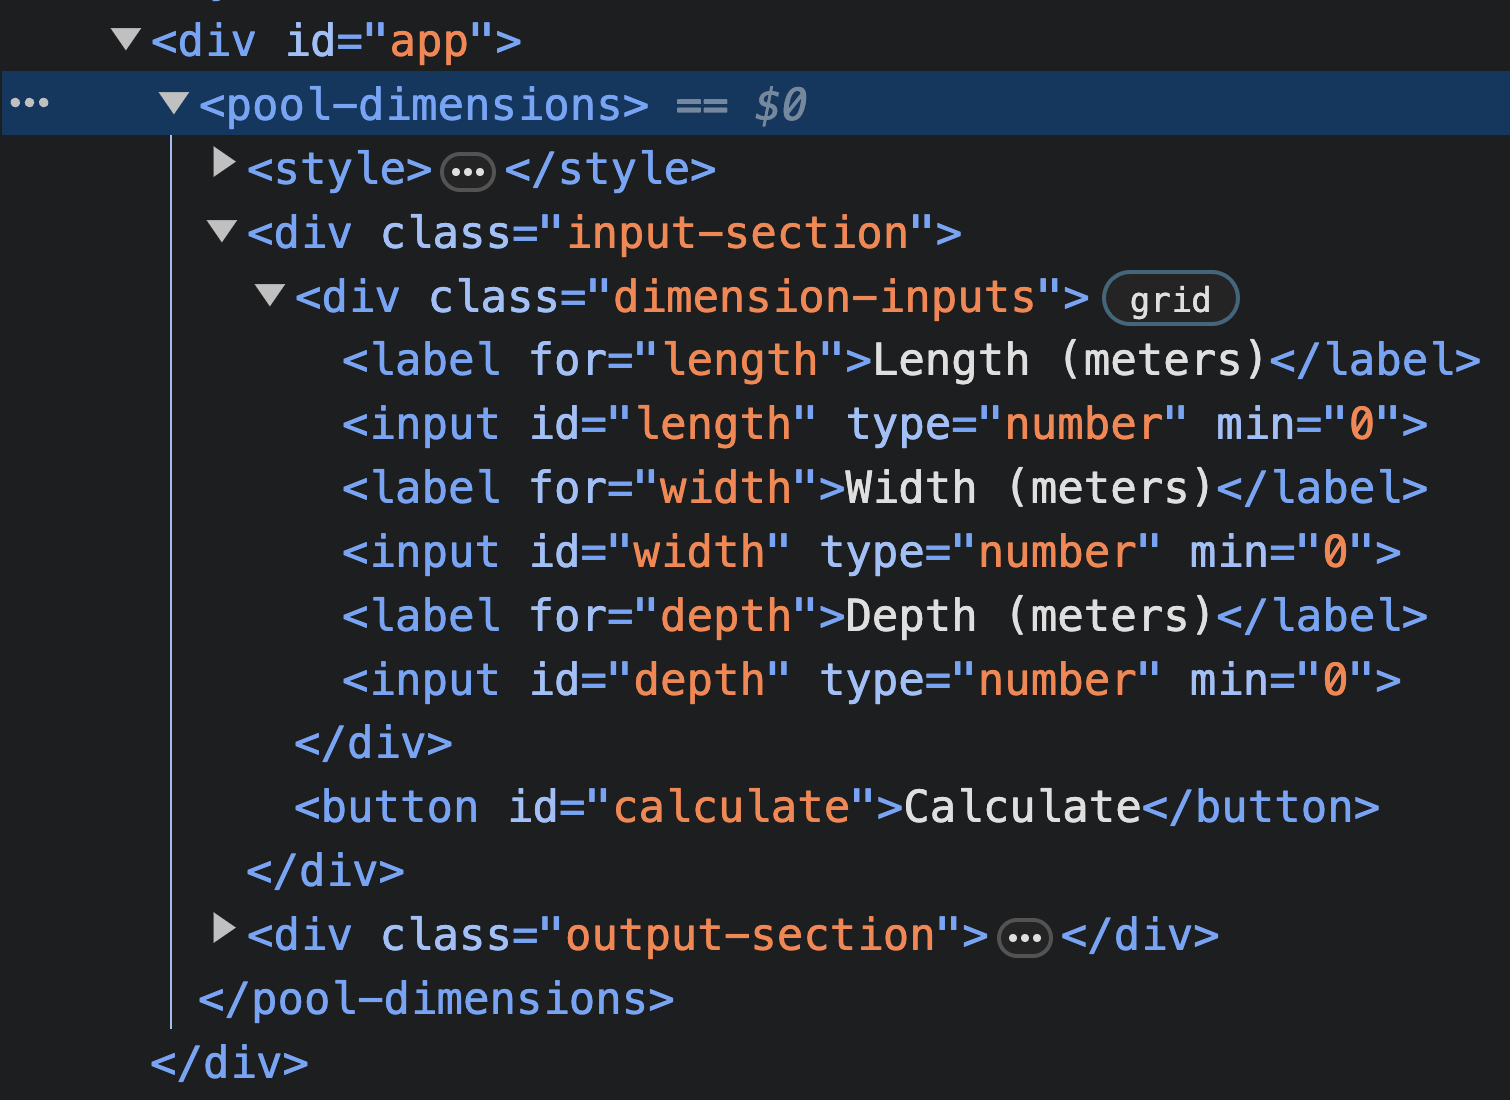 <div id="app">
<pool-dimensions> == $0
<style>…</style>
<div class="input-section">
<div class="dimension-inputs"> grid
<label for="length">Length (meters)</label>
<input id="length" type="number" min="0">
<label for="width">Width (meters)</label>
<input id="width" type="number" min="0">
<label for="depth">Depth (meters)</label>
<input id="depth" type="number" min="0">
</div>
<button id="calculate">Calculate</button>
</div>
<div class="output-section">…</div>
</pool-dimensions>
</div>